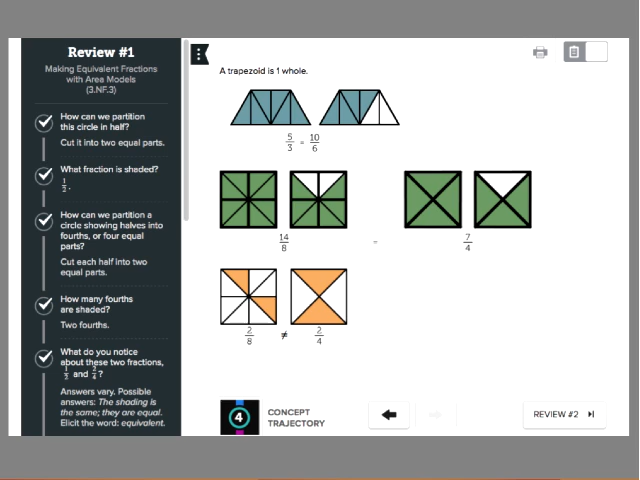 Review #1
Making Equivalent Fractions
with Area Models
(3.NF.3)
How can we partition
this circle in half?
Cut it into two equal parts.
What fraction is shaded?
1/2.
How can we partition a
circle showing halves into
fourths, or four equal
parts?
Cut each half into two
equal parts.
How many fourths
are shaded?
Two fourths.
What do you notice
about these two fractions,
1/2 and 2/4?
Answers vary. Possible
answers: The shading is
the same; they are equal.
Elicit the word: equivalent.
A trapezoid is 1 whole.
5/3 = 10/6
14/8 = 7/4
2/8 ≠ 2/4
4
CONCEPT
TRAJECTORY
REVIEW #2